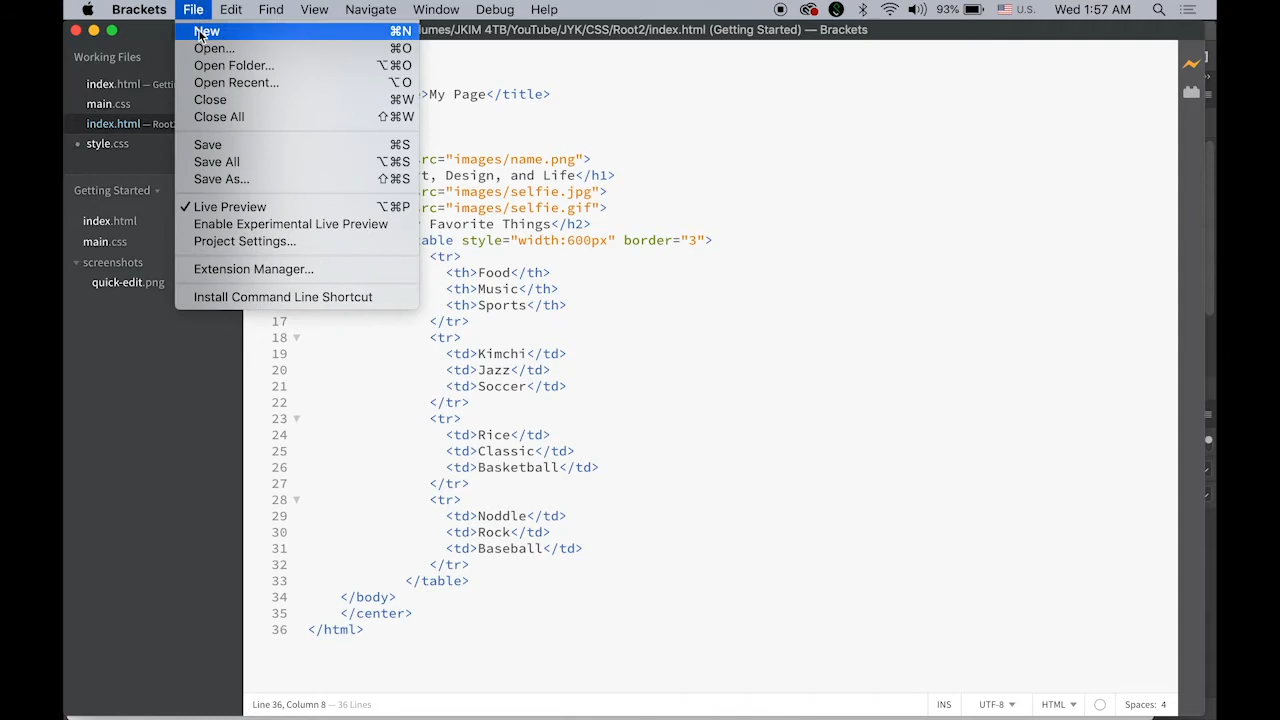 Brackets File Edit Find View Navigate Window Debug Help 93% U.S. Wed 1:57 AM
umes/JKIM 4TB/YouTube/JYK/CSS/Root2/index.html (Getting Started) — Brackets
New ⌘N
Open... ⌘O
Open Folder... ⌥⌘O
Open Recent... ⌥O
Close ⌘W
Close All ⇧⌘W
Save ⌘S
Save All ⌥⌘S
Save As... ⇧⌘S
✓ Live Preview ⌥⌘P
Enable Experimental Live Preview
Project Settings...
Extension Manager...
Install Command Line Shortcut
Working Files
index.html — Getti
main.css
index.html — Root2
• style.css
Getting Started
index.html
main.css
screenshots
quick-edit.png
>My Page</title>
rc="images/name.png">
t, Design, and Life</h1>
rc="images/selfie.jpg">
rc="images/selfie.gif">
Favorite Things</h2>
able style="width:600px" border="3">
<tr>
<th>Food</th>
<th>Music</th>
<th>Sports</th>
17 </tr>
18 <tr>
19 <td>Kimchi</td>
20 <td>Jazz</td>
21 <td>Soccer</td>
22 </tr>
23 <tr>
24 <td>Rice</td>
25 <td>Classic</td>
26 <td>Basketball</td>
27 </tr>
28 <tr>
29 <td>Noddle</td>
30 <td>Rock</td>
31 <td>Baseball</td>
32 </tr>
33 </table>
34 </body>
35 </center>
36 </html>
Line 36, Column 8 — 36 Lines INS UTF-8 HTML Spaces: 4